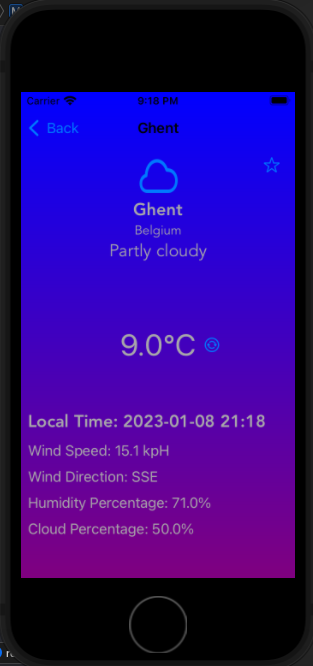 Carrier 9:18 PM
Back Ghent
Ghent
Belgium
Partly cloudy
9.0°C
Local Time: 2023-01-08 21:18
Wind Speed: 15.1 kpH
Wind Direction: SSE
Humidity Percentage: 71.0%
Cloud Percentage: 50.0%